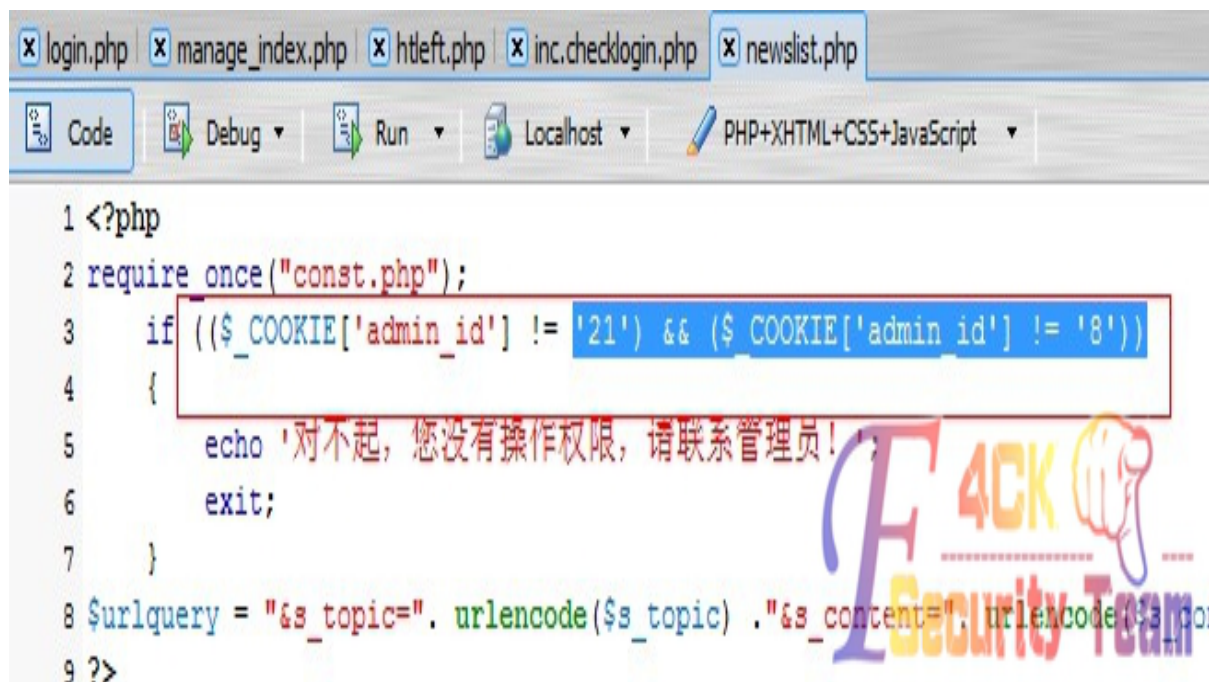 login.php manage_index.php htleft.php inc.checklogin.php newslist.php
Code Debug Run Localhost PHP+XHTML+CSS+JavaScript
1 <?php
2 require_once("const.php");
3 if (($_COOKIE['admin_id'] != '21') && ($_COOKIE['admin_id'] != '8'))
4 {
5 echo '对不起，您没有操作权限，请联系管理员！';
6 exit;
7 }
8 $urlquery = "&s_topic=". urlencode($s_topic) ."&s_content=". urlencode($s_co
9 ?>
F4CK
Security Team